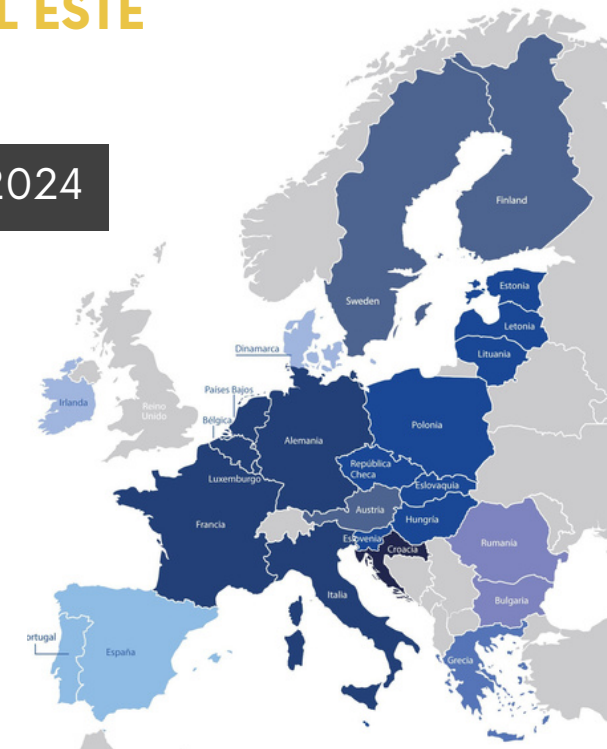 L ESTE
2024
Finland
Sweden
Estonia
Letonia
Lituania
Dinamarca
Países Bajos
Irlanda
Reino
Unido
Bélgica
Polonia
Alemania
República
Checa
Luxemburgo
Eslovaquia
Austria
Hungría
Francia
Eslovenia
Croacia
Rumania
Italia
Bulgaria
ortugal
España
Grecia